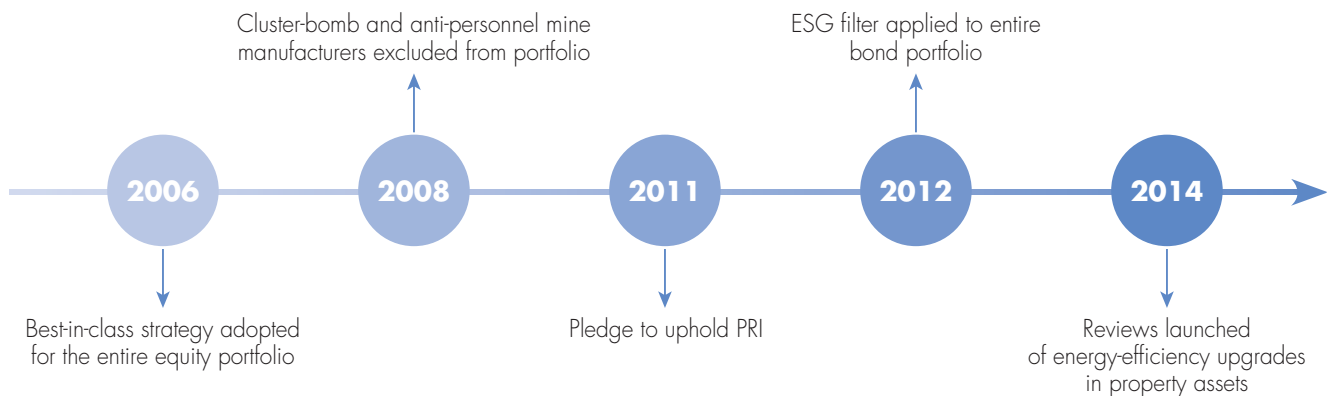 Cluster-bomb and anti-personnel mine
manufacturers excluded from portfolio
ESG filter applied to entire
bond portfolio
2006
2008
2011
2012
2014
Best-in-class strategy adopted
for the entire equity portfolio
Pledge to uphold PRI
Reviews launched
of energy-efficiency upgrades
in property assets